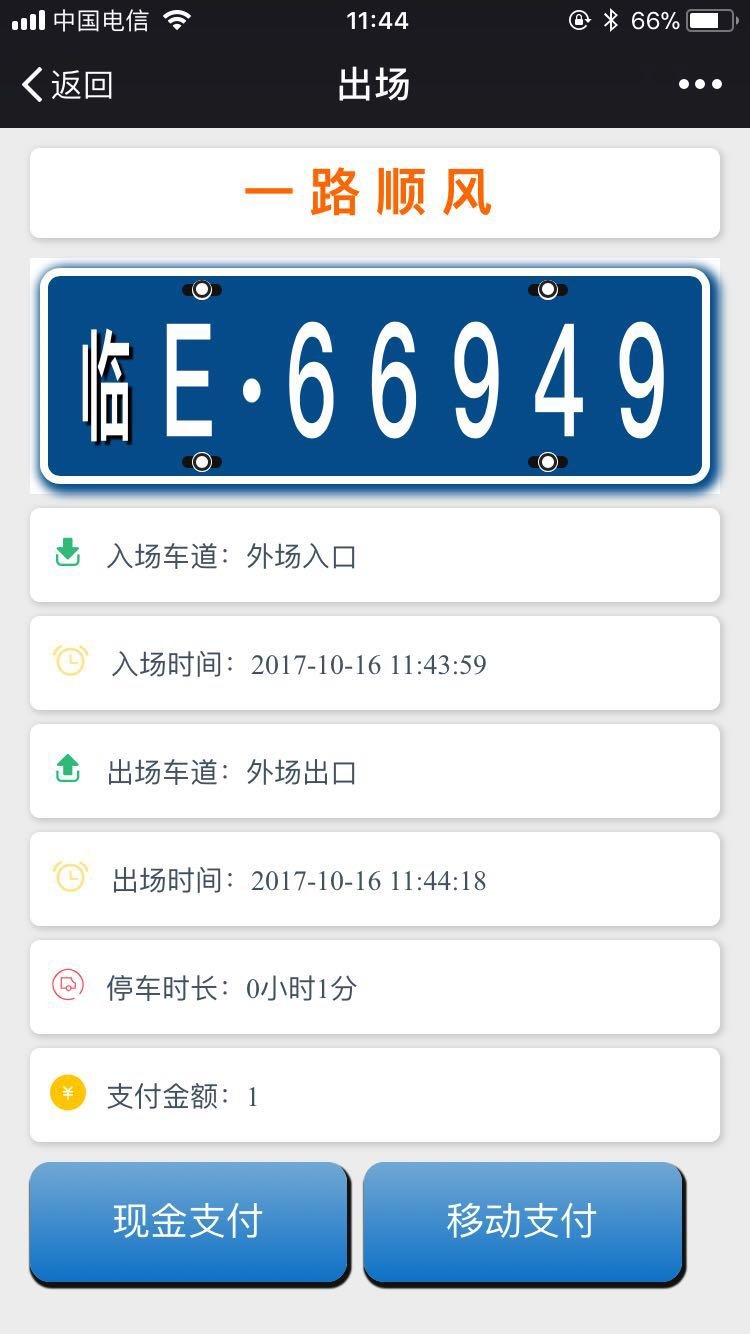 中国电信 11:44 66%
返回 出场
一路顺风
临E·66949
入场车道：外场入口
入场时间：2017-10-16 11:43:59
出场车道：外场出口
出场时间：2017-10-16 11:44:18
停车时长：0小时1分
¥ 支付金额：1
现金支付 移动支付